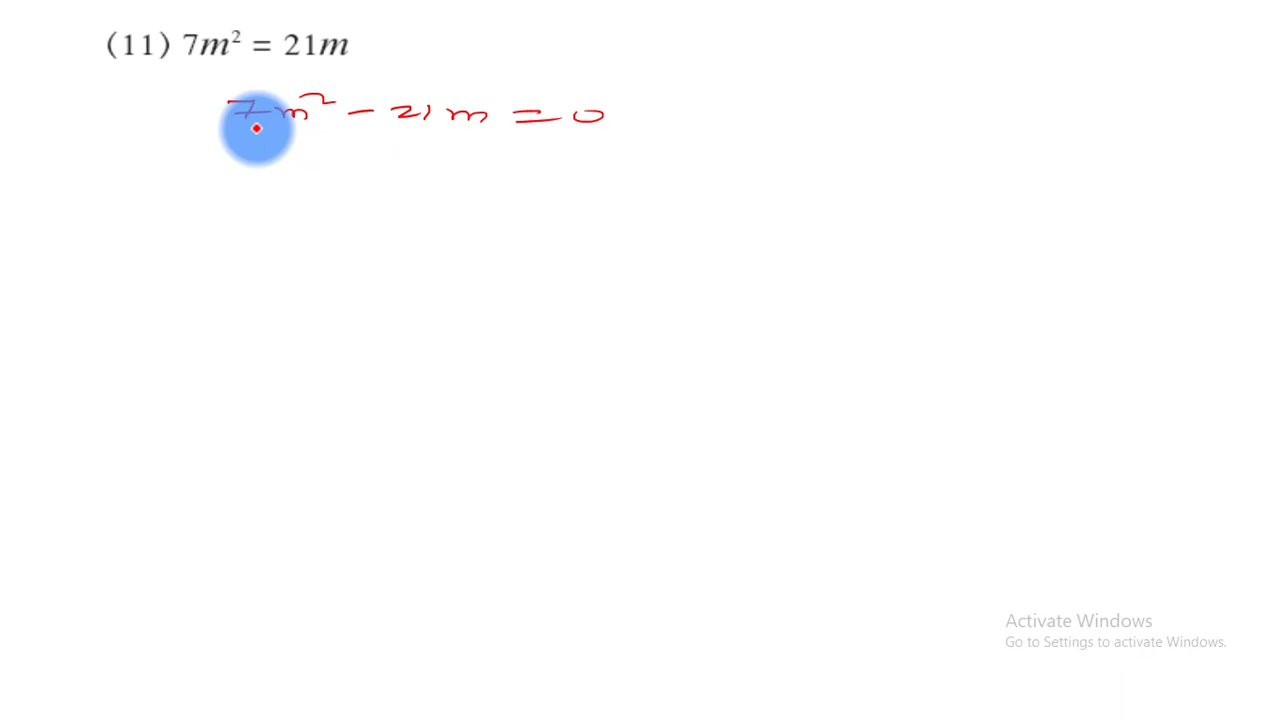 (11) 7m² = 21m
7m² - 21m = 0
Activate Windows
Go to Settings to activate Windows.